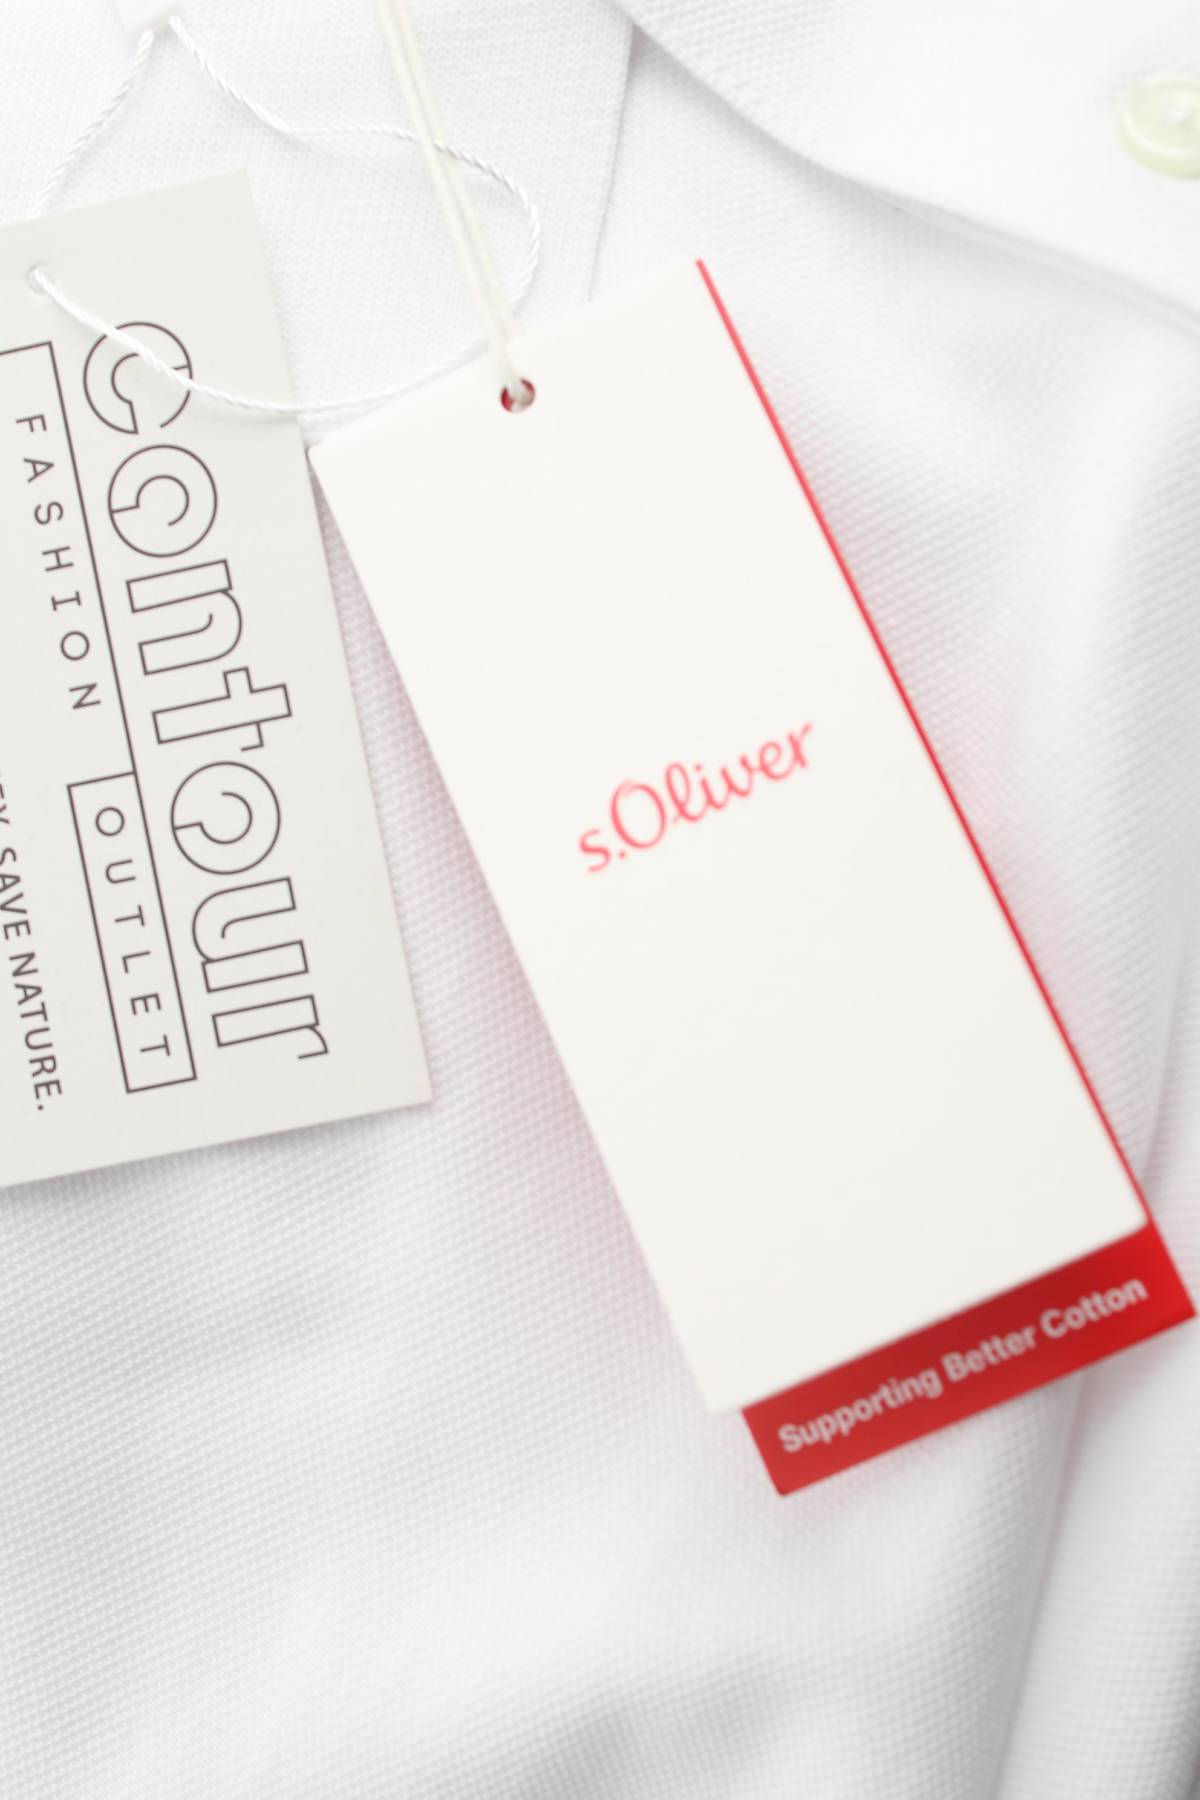 contour
FASHION OUTLET
SAVE NATURE.
s.Oliver
Supporting Better Cotton